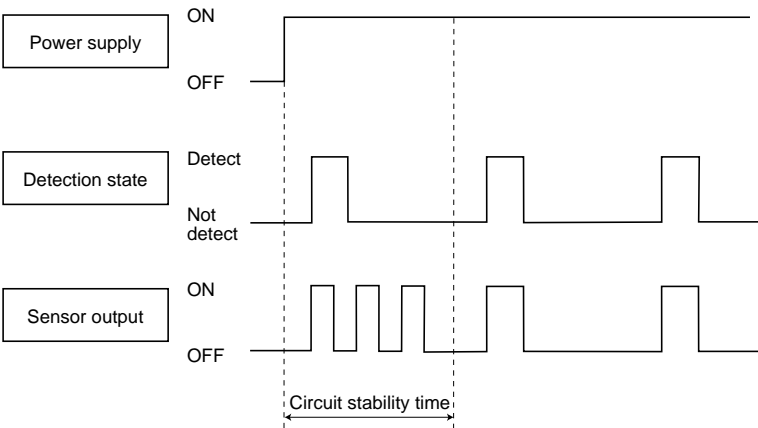 Power supply
ON
OFF
Detection state
Detect
Not
detect
Sensor output
ON
OFF
Circuit stability time